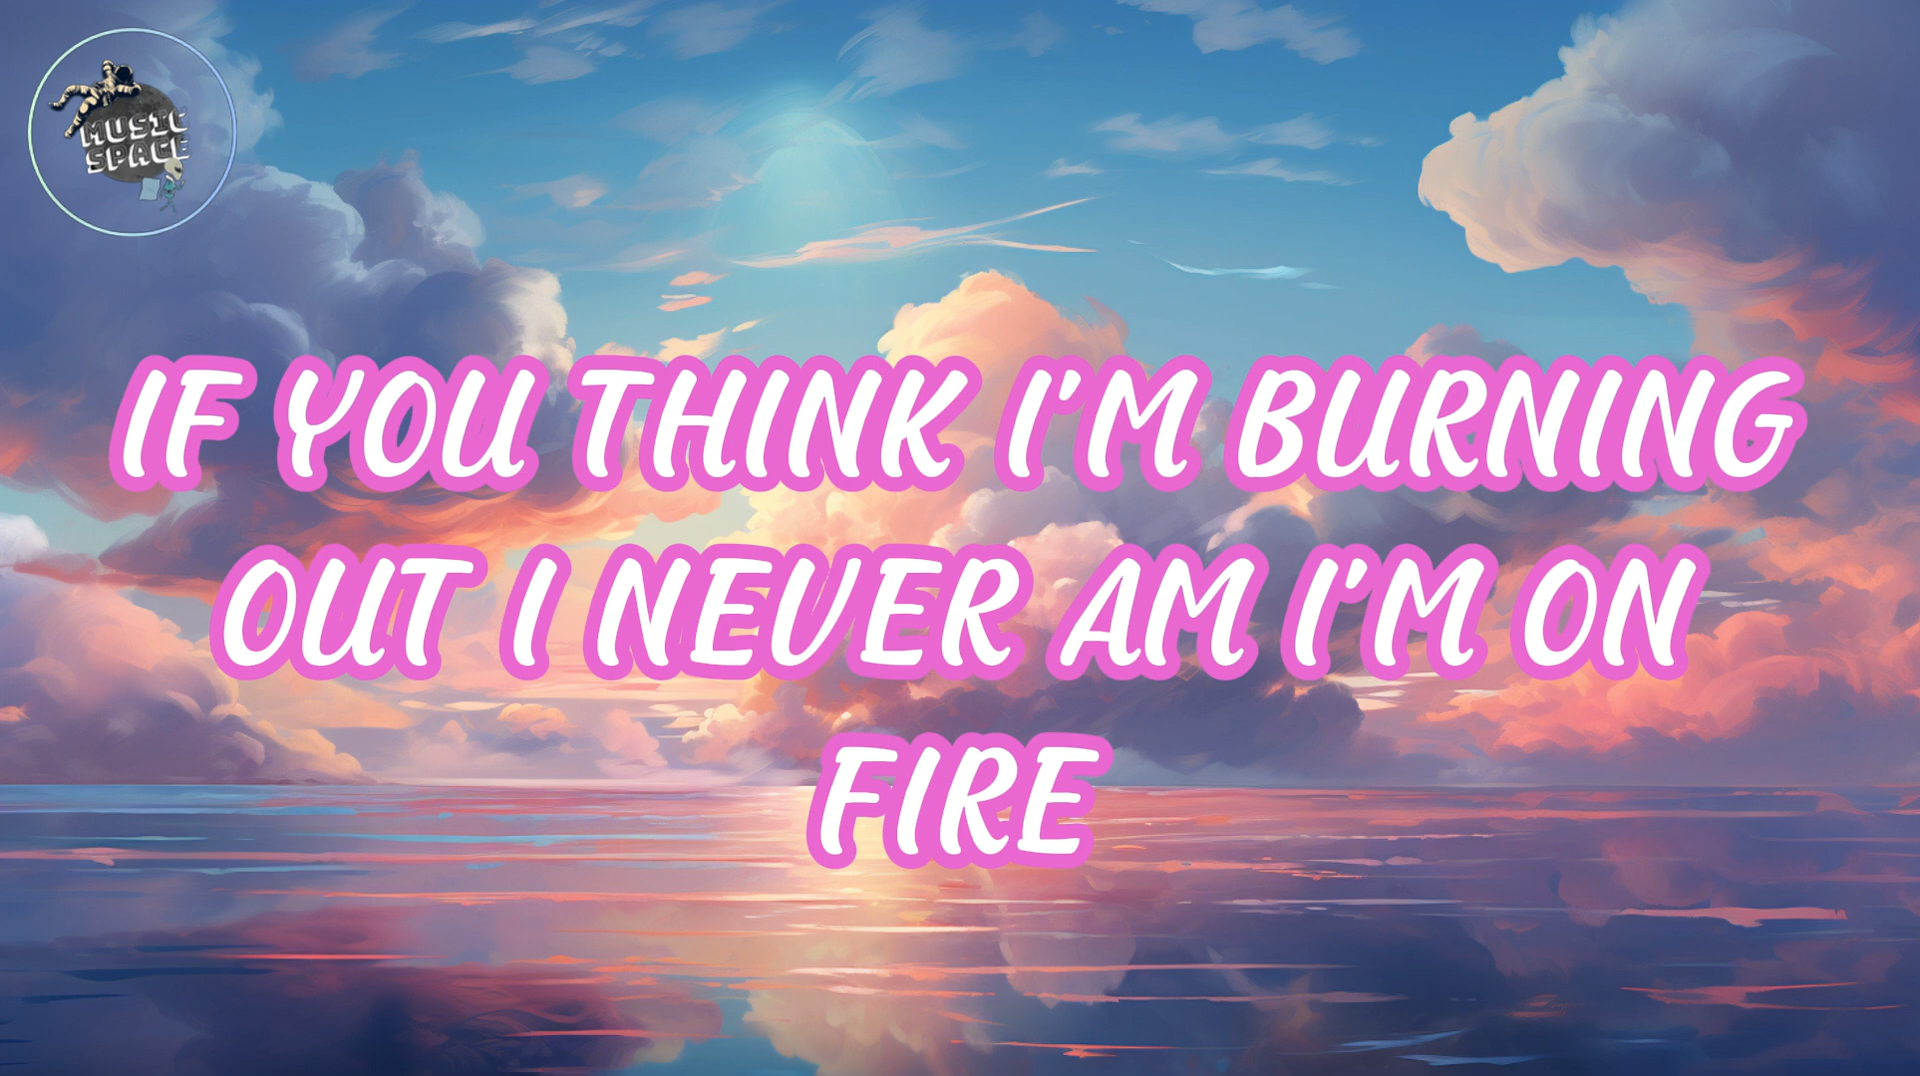 MUSIC
SPACE
IF YOU THINK I'M BURNING
OUT I NEVER AM I'M ON
FIRE